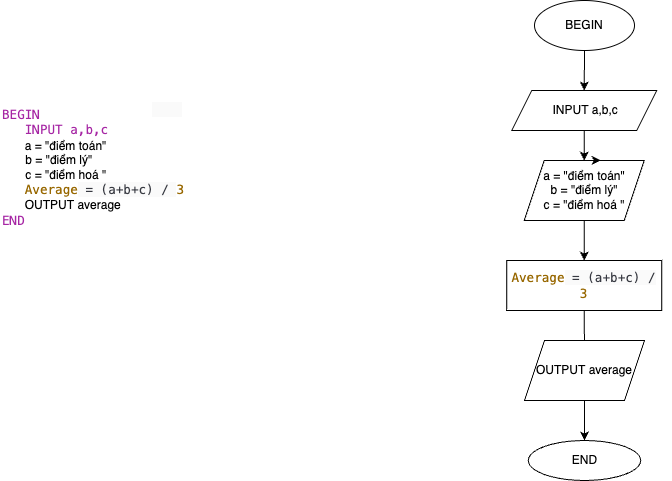 BEGIN
INPUT a,b,c
a = "điểm toán"
b = "điểm lý"
c = "điểm hoá "
Average = (a+b+c) / 3
OUTPUT average
END
BEGIN
INPUT a,b,c
a = "điểm toán"
b = "điểm lý"
c = "điểm hoá "
Average = (a+b+c) /
3
OUTPUT average
END